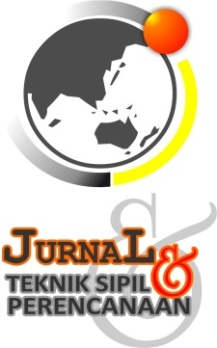 JURNAL
&
TEKNIK SIPIL
PERENCANAAN